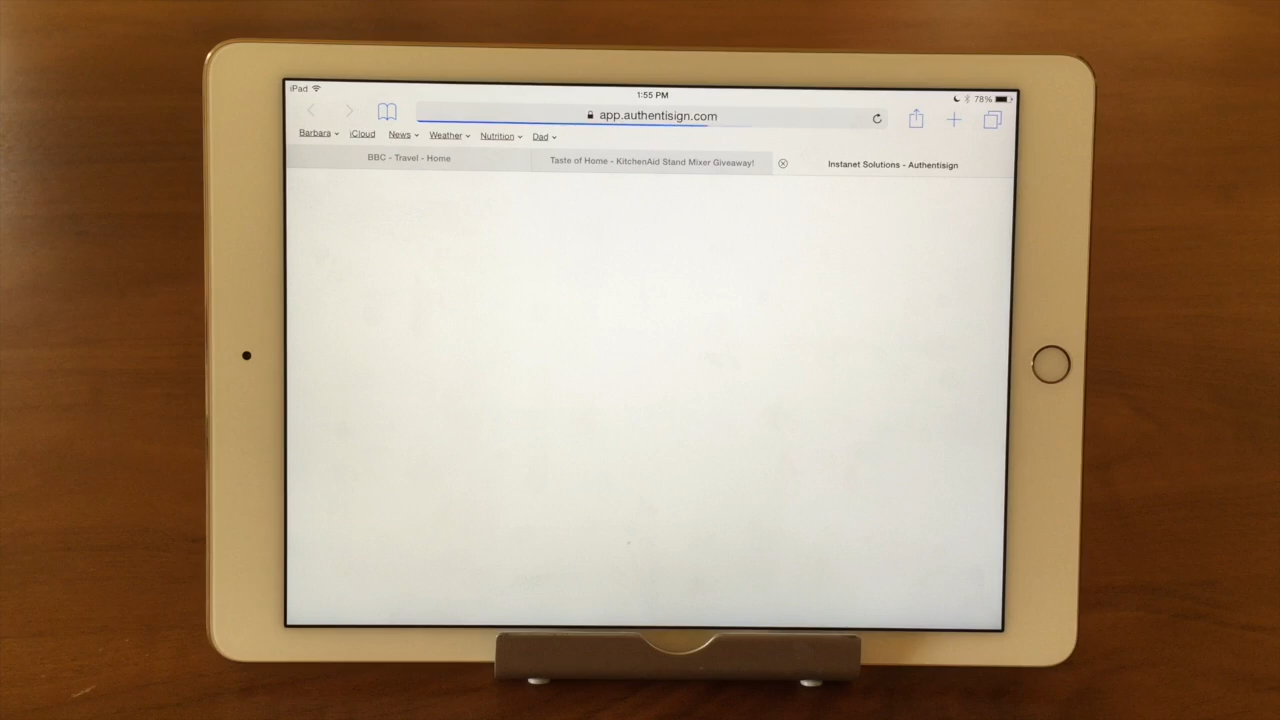 iPad 1:55 PM 78%
app.authentisign.com
Barbara iCloud News Weather Nutrition Dad
BBC - Travel - Home Taste of Home - KitchenAid Stand Mixer Giveaway! Instanet Solutions - Authentisign